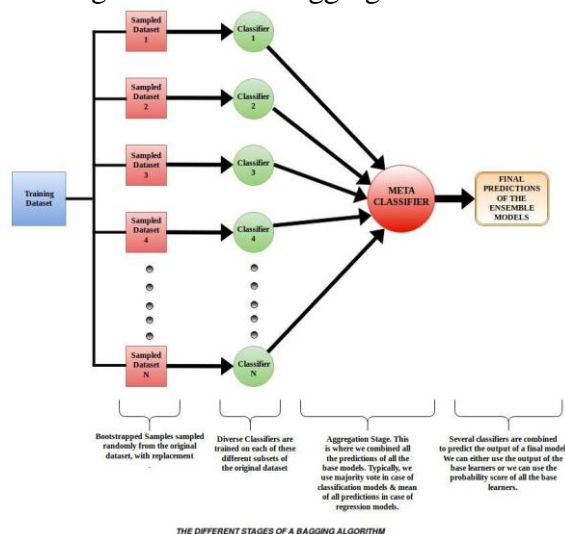 Sampled
Dataset
1
Classifier
1
Sampled
Dataset
2
Classifier
2
Sampled
Dataset
3
Classifier
3
Training
Dataset
META
CLASSIFIER
FINAL
PREDICTIONS
OF THE
ENSEMBLE
MODELS
Sampled
Dataset
4
Classifier
4
Sampled
Dataset
N
Classifier
N
Bootstrapped Samples sampled
randomly from the original
dataset, with replacement
.
Diverse Classifiers are
trained on each of these
different subsets of
the original dataset
Aggregation Stage. This
is where we combined all
the predictions of all the
base models. Typically, we
use majority vote in case of
classification models & mean
of all predictions in case of
regression models.
Several classifiers are combined
to predict the output of a final model
We can either use the output of the
base learners or we can use the
probability score of all the base
learners.
THE DIFFERENT STAGES OF A BAGGING ALGORITHM